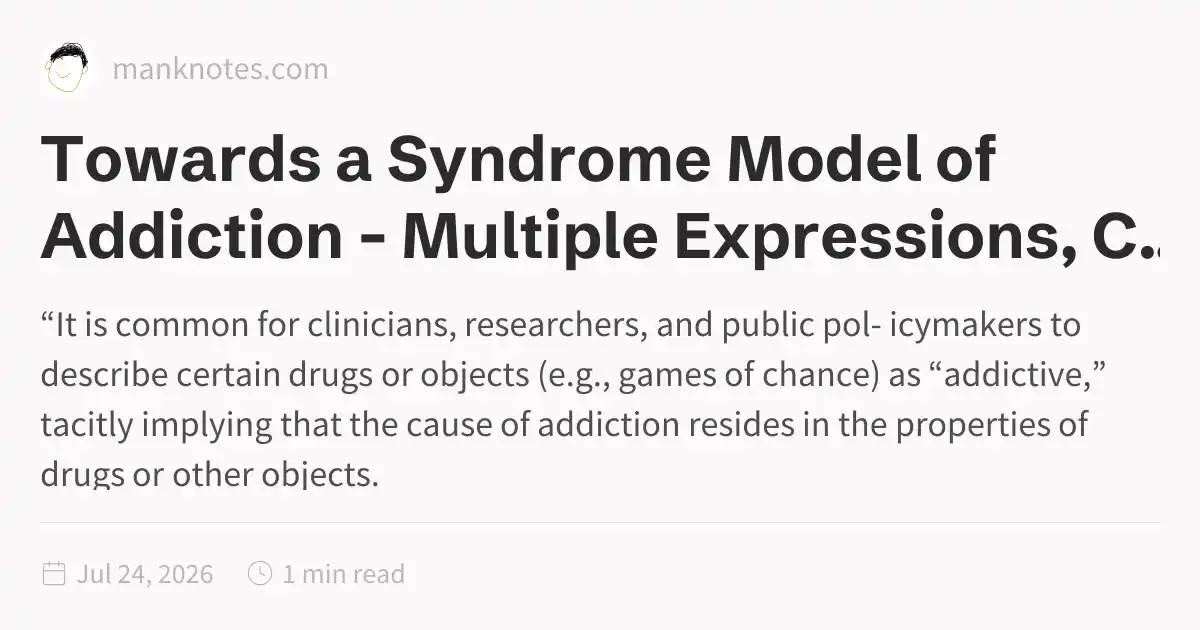 manknotes.com
Towards a Syndrome Model of
Addiction - Multiple Expressions, C..
“It is common for clinicians, researchers, and public pol- icymakers to
describe certain drugs or objects (e.g., games of chance) as “addictive,”
tacitly implying that the cause of addiction resides in the properties of
drugs or other objects.
Jul 24, 2026
1 min read